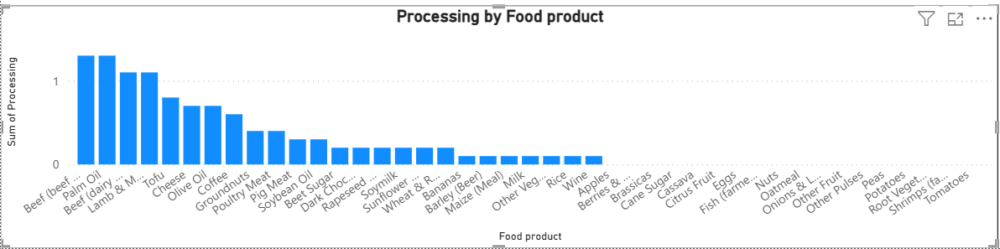 Processing by Food product
Sum of Processing
1
0
Beef (beef ...
Palm Oil
Beef (dairy ...
Lamb & M...
Tofu
Cheese
Olive Oil
Coffee
Groundnuts
Poultry Meat
Pig Meat
Soybean Oil
Beet Sugar
Dark Choc...
Rapeseed ...
Soymilk
Sunflower ...
Wheat & R...
Bananas
Barley (Beer)
Maize (Meal)
Milk
Other Veg...
Rice
Wine
Apples
Berries & ...
Brassicas
Cane Sugar
Cassava
Citrus Fruit
Eggs
Fish (farme...
Nuts
Oatmeal
Onions & L...
Other Fruit
Other Pulses
Peas
Potatoes
Root Veget...
Shrimps (fa...
Tomatoes
Food product